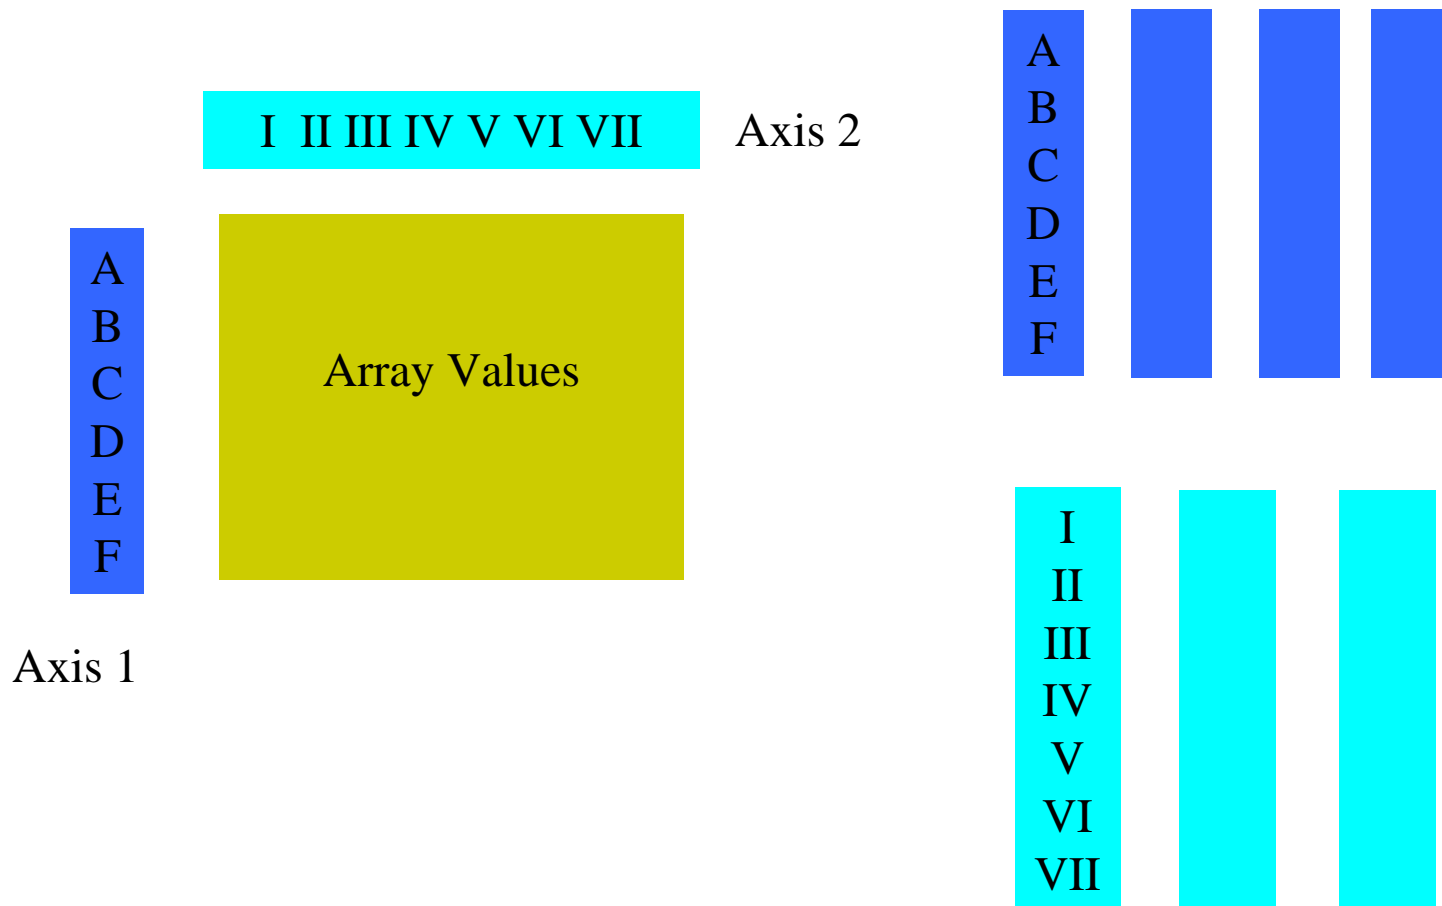 I II III IV V VI VII
Axis 2
A
B
C
D
E
F
Array Values
Axis 1
A
B
C
D
E
F
I
II
III
IV
V
VI
VII